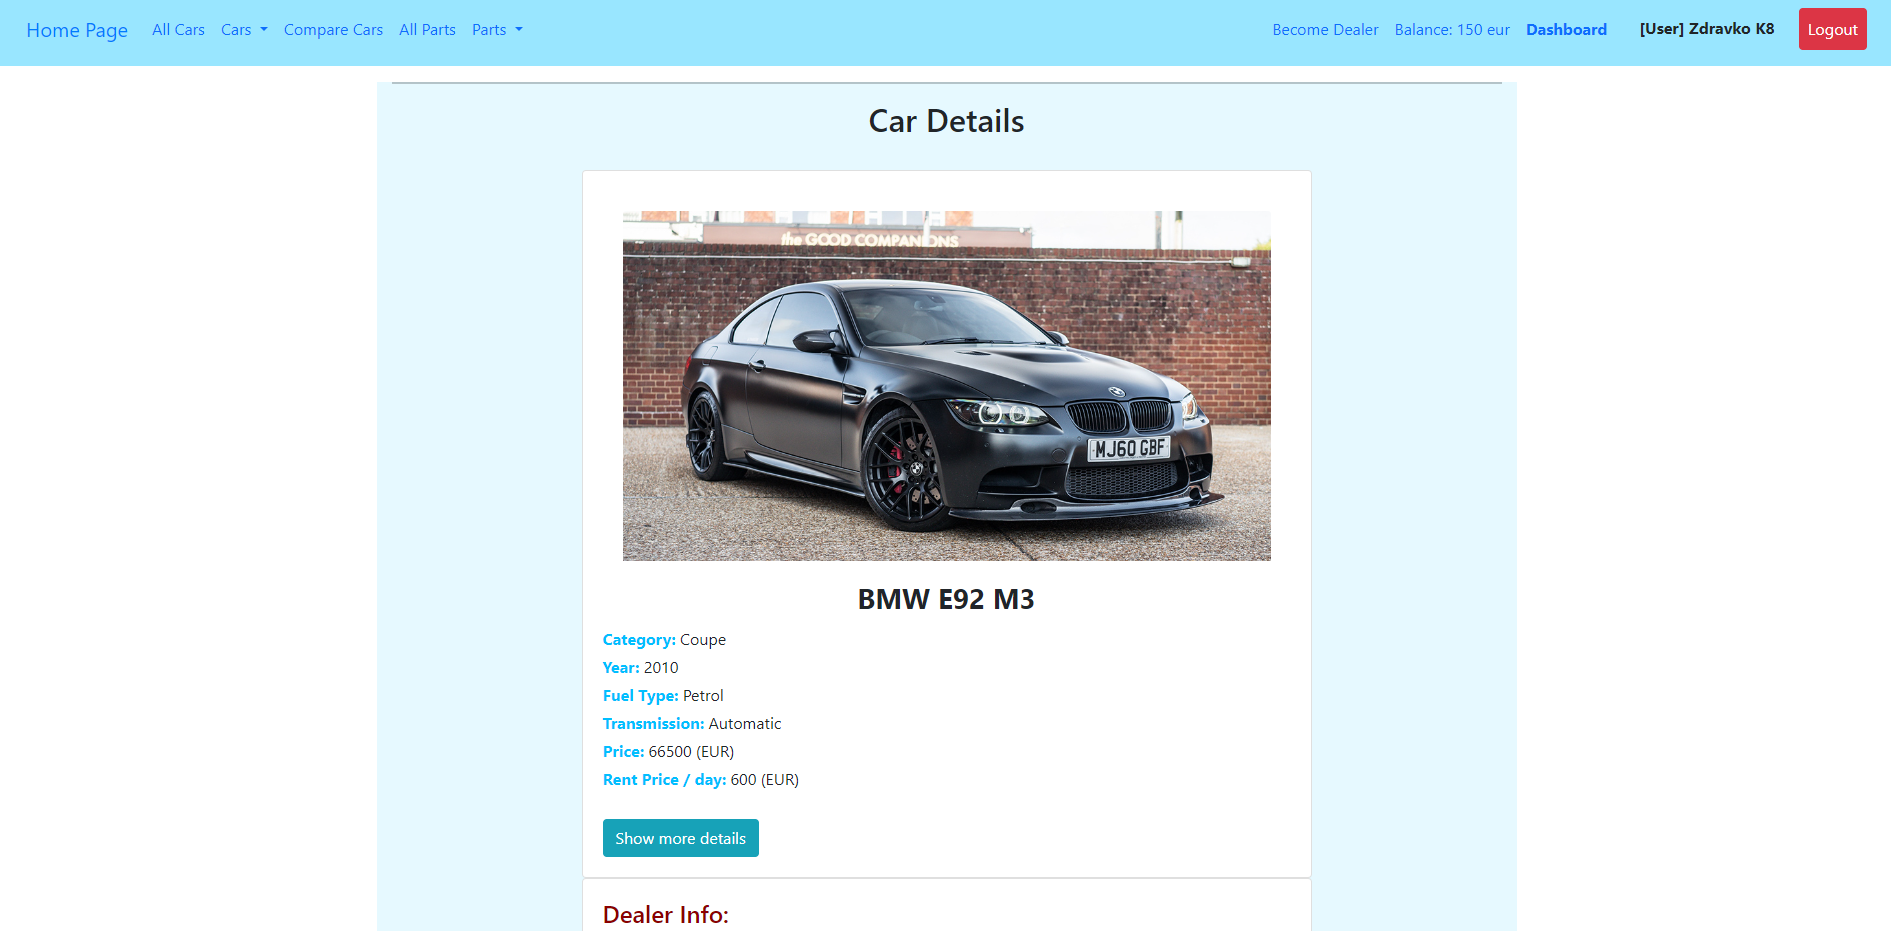 Home Page All Cars Cars Compare Cars All Parts Parts Become Dealer Balance: 150 eur Dashboard [User] Zdravko K8 Logout
Car Details
the GOOD COMPANIONS
MJ60 GBF
BMW E92 M3
Category: Coupe
Year: 2010
Fuel Type: Petrol
Transmission: Automatic
Price: 66500 (EUR)
Rent Price / day: 600 (EUR)
Show more details
Dealer Info: